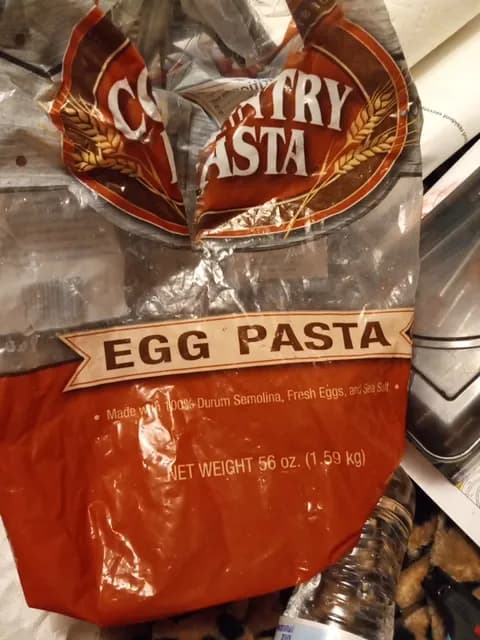 COUNTRY
PASTA
EGG PASTA
• Made with 100% Durum Semolina, Fresh Eggs, and Sea Salt •
NET WEIGHT 56 oz. (1.59 kg)